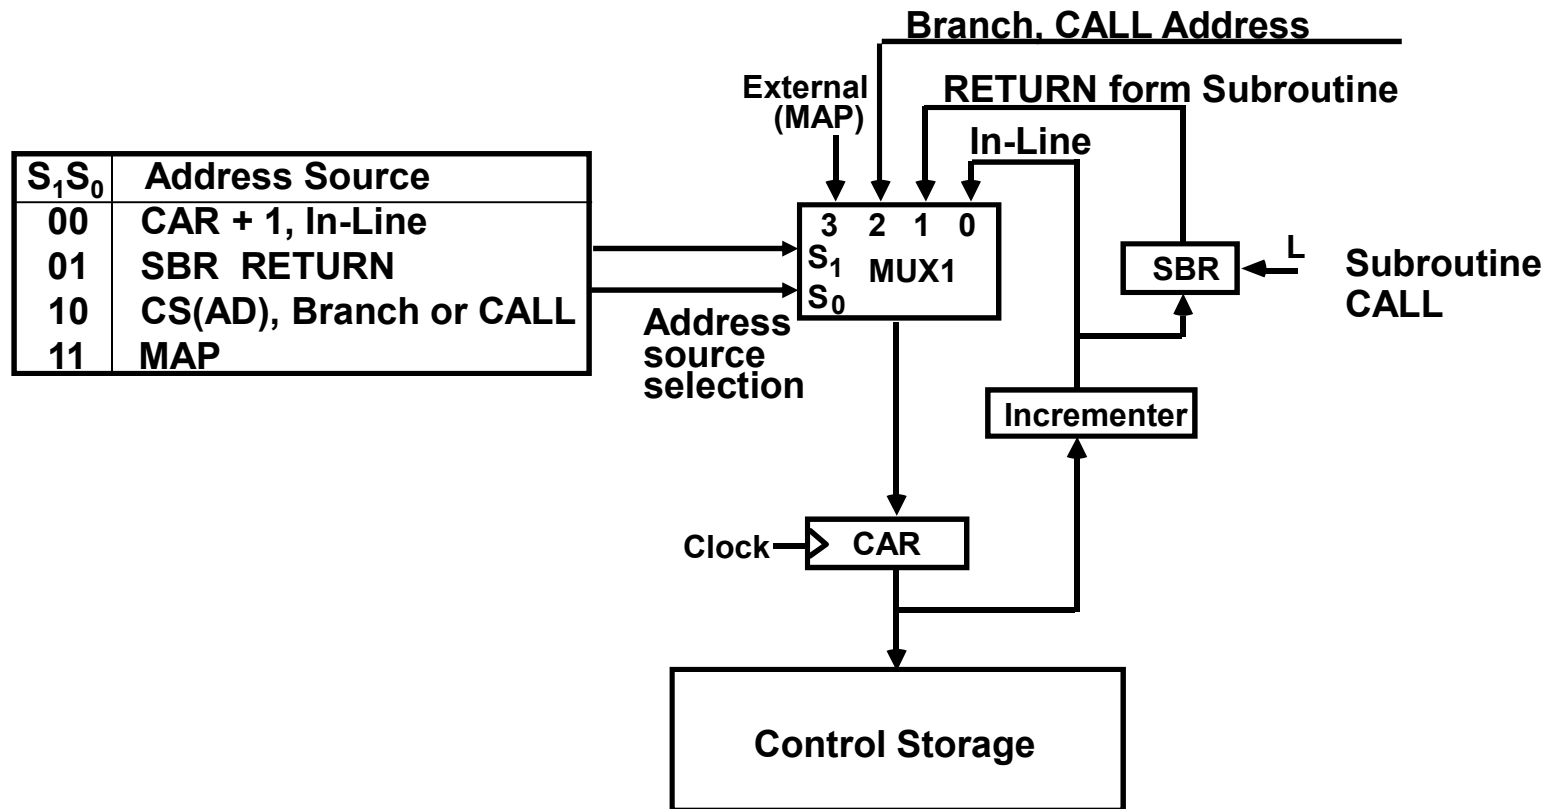 Branch, CALL Address
External
(MAP)
RETURN form Subroutine
In-Line
S1S0 Address Source
00 CAR + 1, In-Line
01 SBR RETURN
10 CS(AD), Branch or CALL
11 MAP
3 2 1 0
S1
MUX1
S0
SBR
L
Subroutine
CALL
Address
source
selection
Incrementer
Clock
CAR
Control Storage